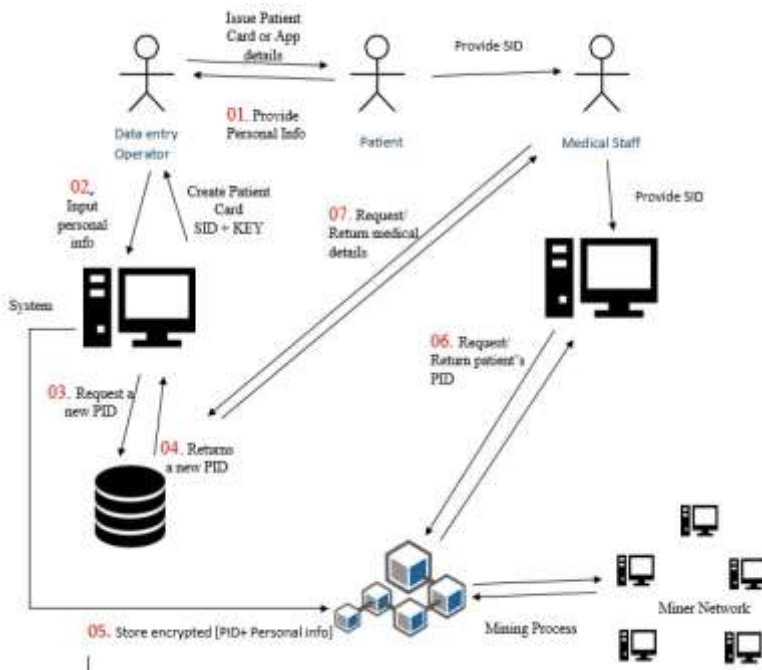 Issue Patient
Card or App
details
Provide SID
01. Provide
Personal Info
Data entry
Operator
Patient
Medical Staff
02.
Input
personal
info
Create Patient
Card
SID + KEY
07. Request/
Return medical
details
Provide SID
System
06. Request/
Return patient's
PID
03. Request a
new PID
04. Returns
a new PID
05. Store encrypted [PID+ Personal info]
Mining Process
Miner Network